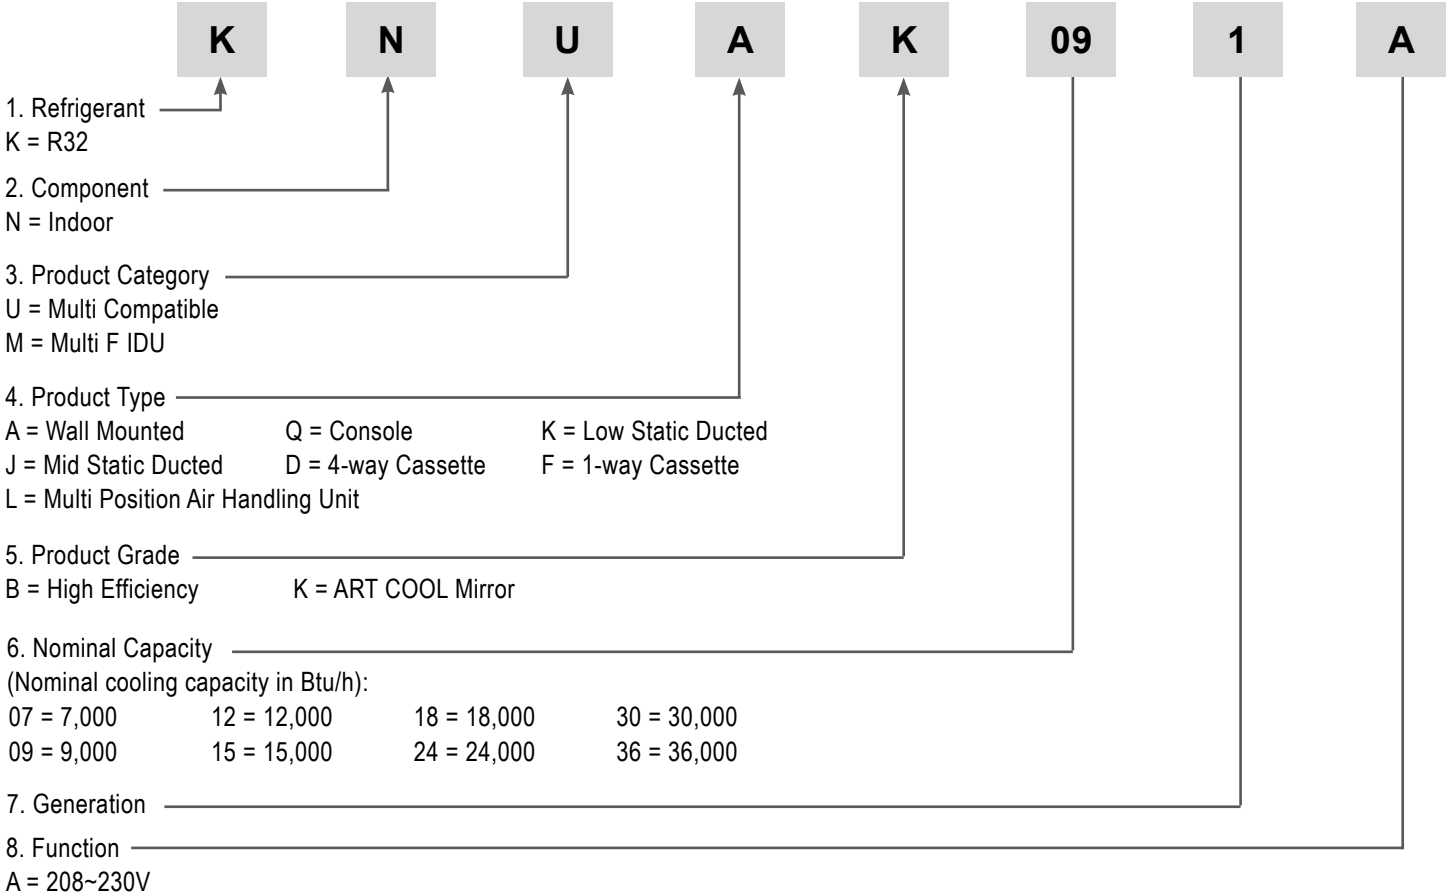 K N U A K 09 1 A
1. Refrigerant
K = R32
2. Component
N = Indoor
3. Product Category
U = Multi Compatible
M = Multi F IDU
4. Product Type
A = Wall Mounted Q = Console K = Low Static Ducted
J = Mid Static Ducted D = 4-way Cassette F = 1-way Cassette
L = Multi Position Air Handling Unit
5. Product Grade
B = High Efficiency K = ART COOL Mirror
6. Nominal Capacity
(Nominal cooling capacity in Btu/h):
07 = 7,000 12 = 12,000 18 = 18,000 30 = 30,000
09 = 9,000 15 = 15,000 24 = 24,000 36 = 36,000
7. Generation
8. Function
A = 208~230V